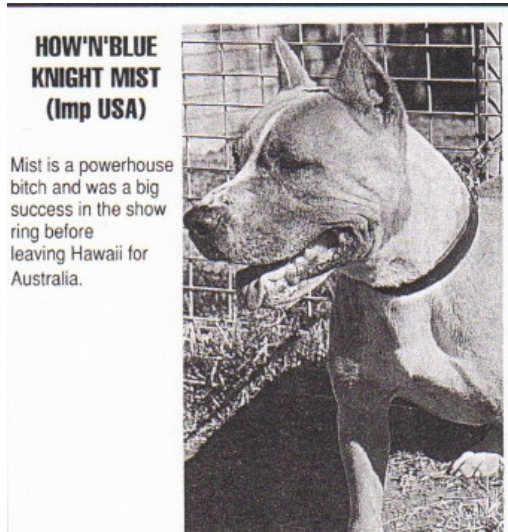 HOW'N'BLUE
KNIGHT MIST
(Imp USA)
Mist is a powerhouse
bitch and was a big
success in the show
ring before
leaving Hawaii for
Australia.